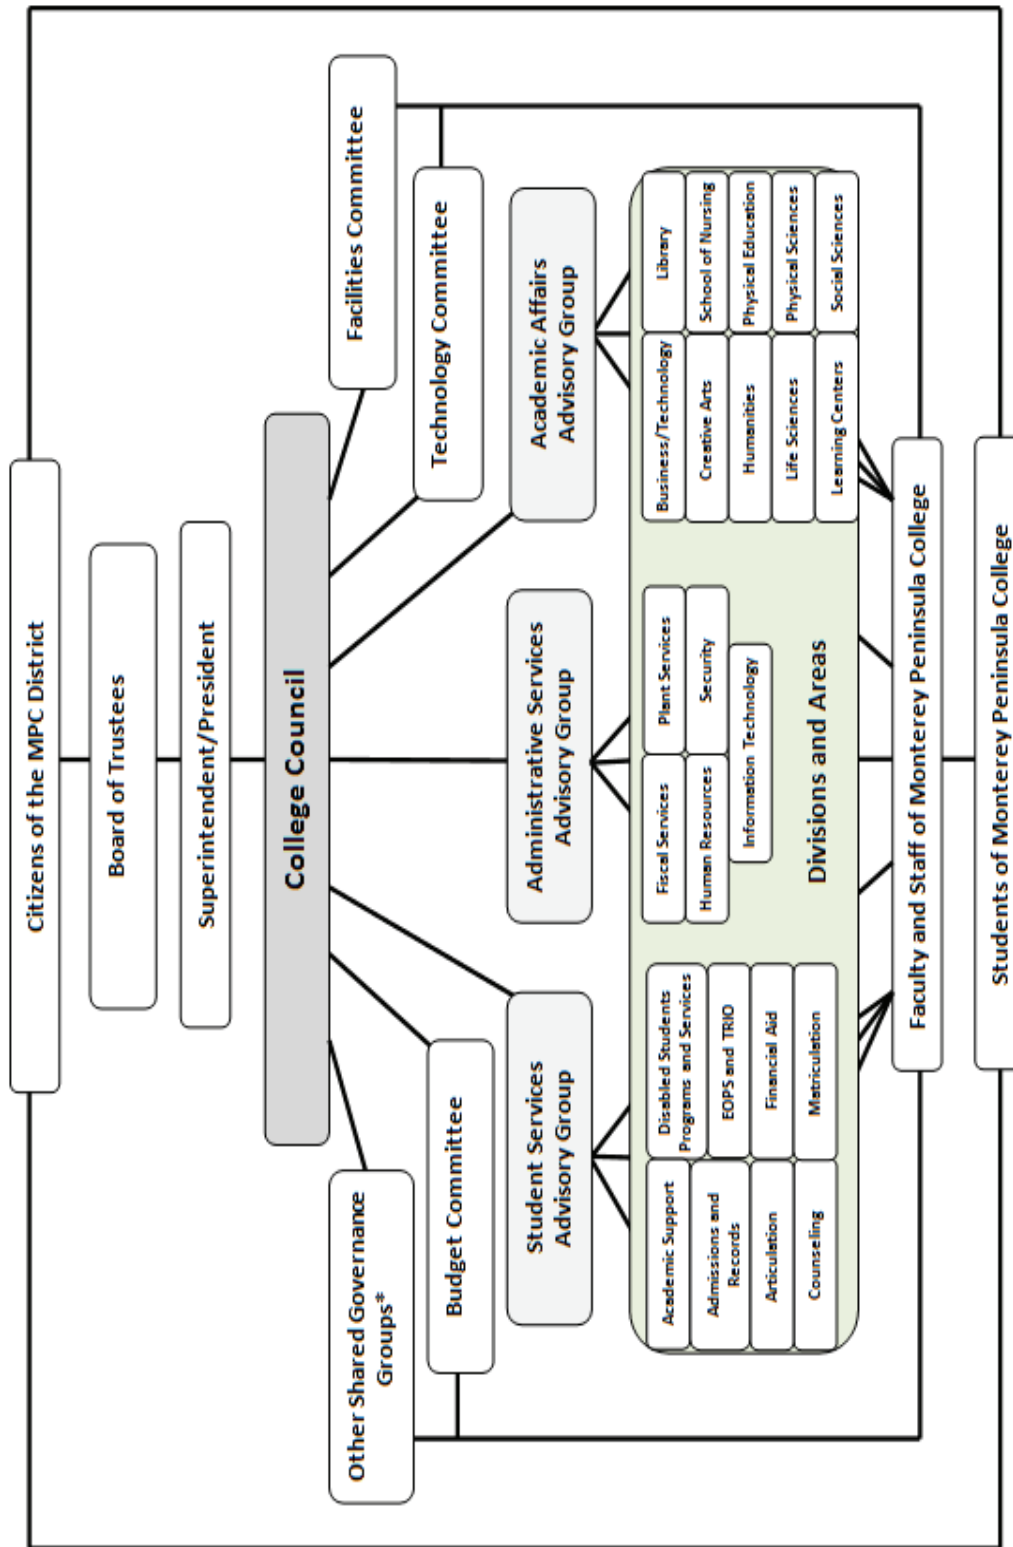 Citizens of the MPC District
Board of Trustees
Superintendent/President
College Council
Other Shared Governance
Groups*
Budget Committee
Facilities Committee
Technology Committee
Student Services
Advisory Group
Administrative Services
Advisory Group
Academic Affairs
Advisory Group
Academic Support
Admissions and
Records
Articulation
Counseling
Disabled Students
Programs and Services
EOPS and TRIO
Financial Aid
Matriculation
Fiscal Services
Human Resources
Plant Services
Security
Information Technology
Business/Technology
Creative Arts
Humanities
Life Sciences
Learning Centers
Library
School of Nursing
Physical Education
Physical Sciences
Social Sciences
Divisions and Areas
Faculty and Staff of Monterey Peninsula College
Students of Monterey Peninsula College